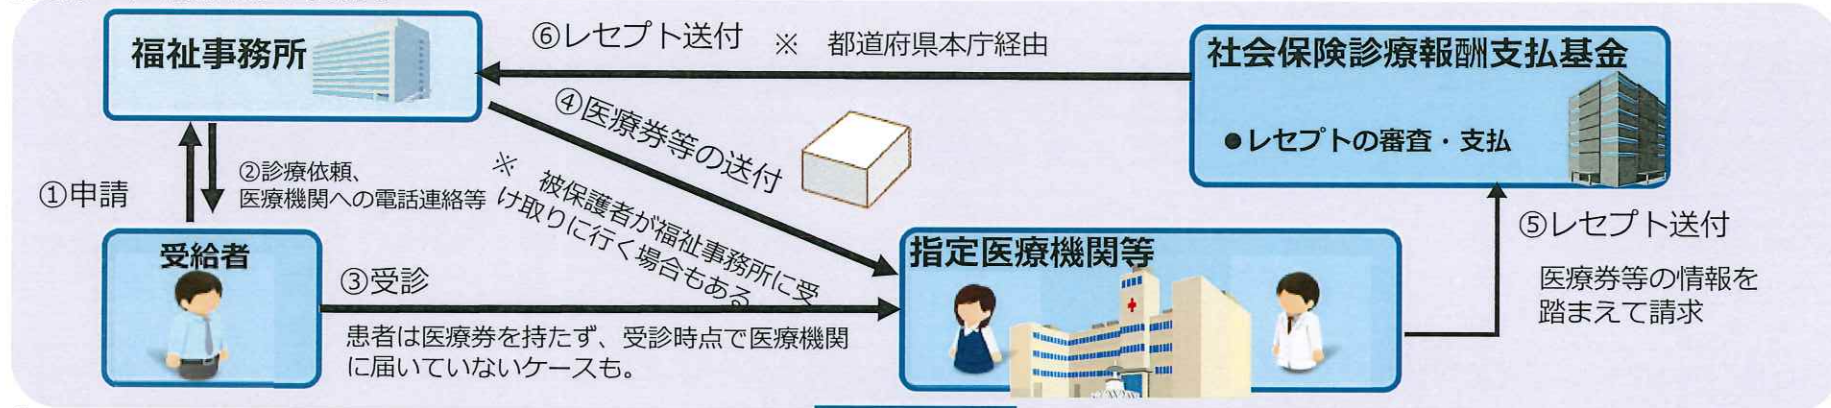 福祉事務所
⑥レセプト送付 ※ 都道府県本庁経由
社会保険診療報酬支払基金
●レセプトの審査・支払
④医療券等の送付
※ 被保護者が福祉事務所に受
け取りに行く場合もある
①申請
②診療依頼、
医療機関への電話連絡等
受給者
③受診
患者は医療券を持たず、受診時点で医療機関
に届いていないケースも。
指定医療機関等
⑤レセプト送付
医療券等の情報を
踏まえて請求